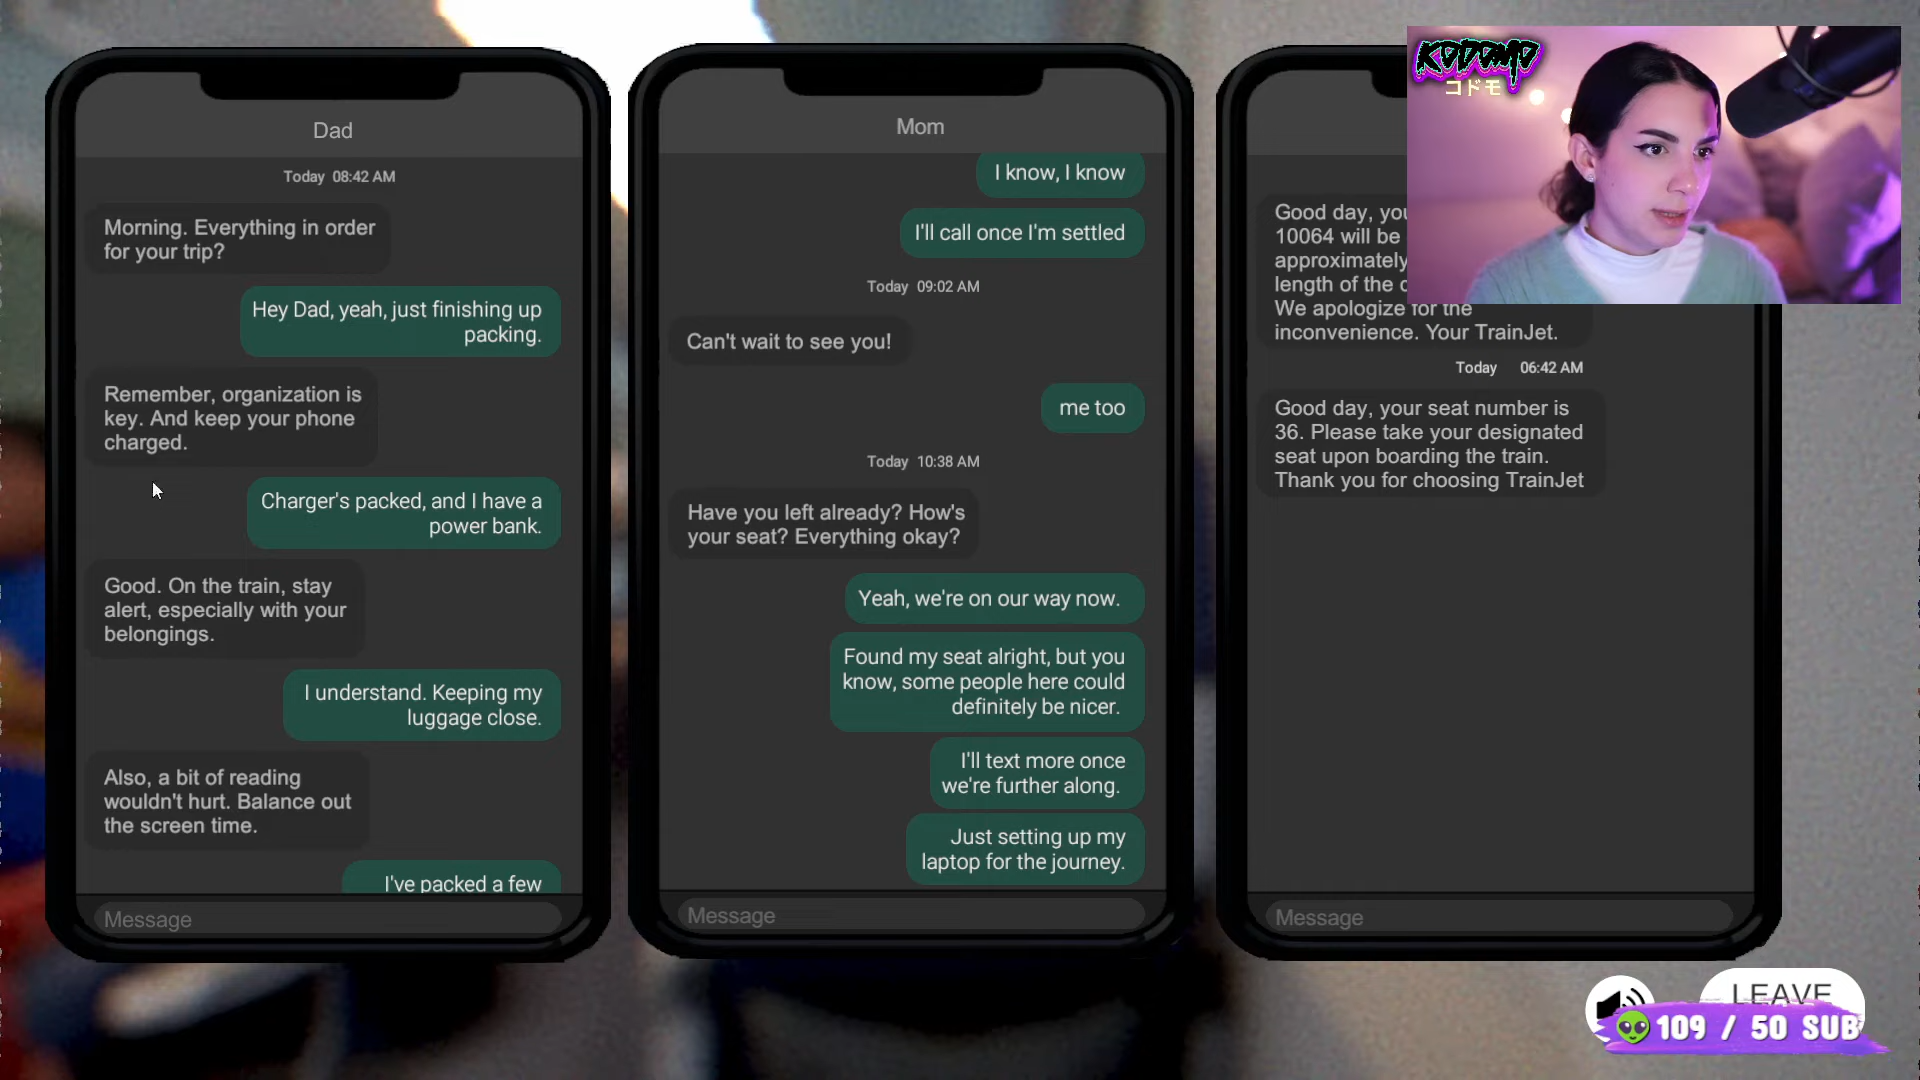 Dad
Today 08:42 AM
Morning. Everything in order
for your trip?
Hey Dad, yeah, just finishing up
packing.
Remember, organization is
key. And keep your phone
charged.
Charger's packed, and I have a
power bank.
Good. On the train, stay
alert, especially with your
belongings.
I understand. Keeping my
luggage close.
Also, a bit of reading
wouldn't hurt. Balance out
the screen time.
I've packed a few
Message
Mom
I know, I know
I'll call once I'm settled
Today 09:02 AM
Can't wait to see you!
me too
Today 10:38 AM
Have you left already? How's
your seat? Everything okay?
Yeah, we're on our way now.
Found my seat alright, but you
know, some people here could
definitely be nicer.
I'll text more once
we're further along.
Just setting up my
laptop for the journey.
Message
Good day,
10064 will be
approximately
length of the
We apologize for the
inconvenience. Your TrainJet.
Today 06:42 AM
Good day, your seat number is
36. Please take your designated
seat upon boarding the train.
Thank you for choosing TrainJet
Message
KODOMO
コドモ
LEAVE
109 / 50 SUB